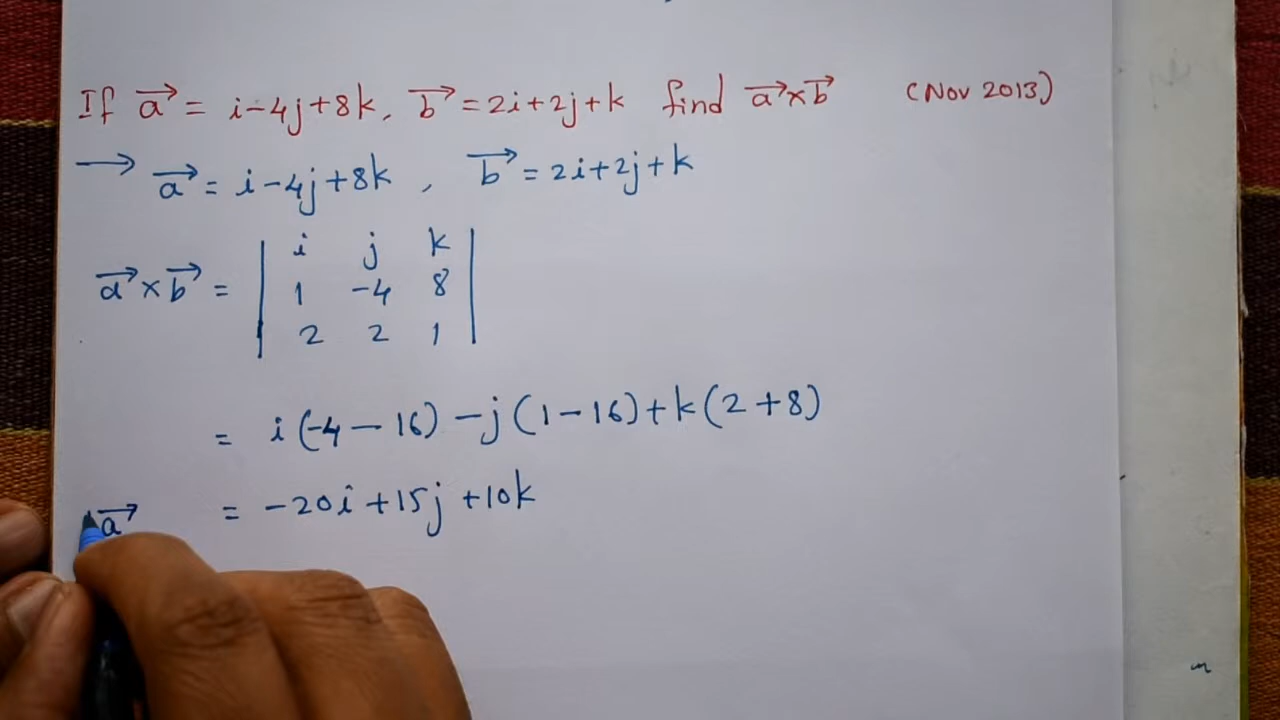 If a⃗ = i-4j+8k, b⃗ = 2i+2j+k find a⃗×b⃗ (Nov 2013)
→ a⃗ = i-4j+8k , b⃗ = 2i+2j+k
a⃗×b⃗ = | i j k |
| 1 -4 8 |
| 2 2 1 |
= i(-4-16)-j(1-16)+k(2+8)
a⃗ = -20i+15j+10k